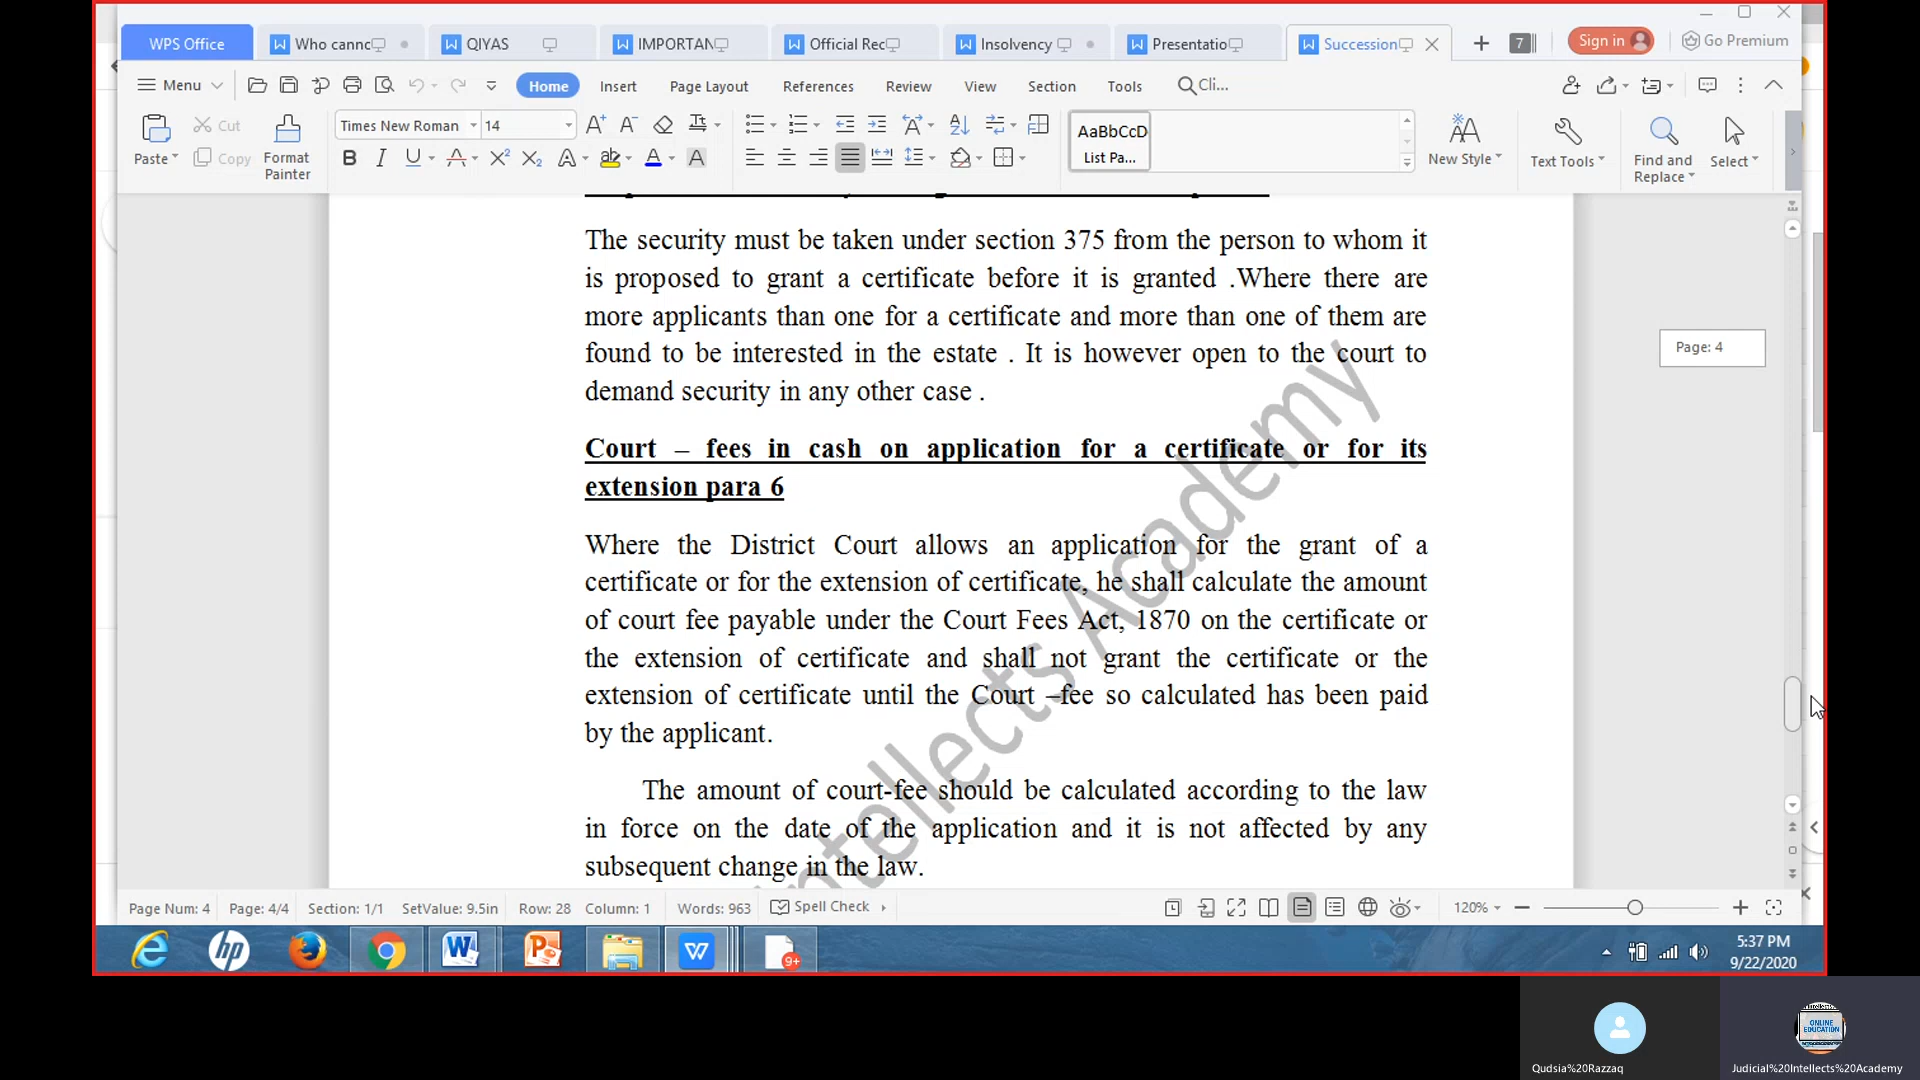 WPS Office
Who cannc
QIYAS
IMPORTAN
Official Rec
Insolvency
Presentatio
Succession
7
Sign in
Go Premium
Menu
Home
Insert
Page Layout
References
Review
View
Section
Tools
Cli...
Paste
Cut
Copy
Format
Painter
Times New Roman
14
AaBbCcD
List Pa...
New Style
Text Tools
Find and
Replace
Select
The security must be taken under section 375 from the person to whom it
is proposed to grant a certificate before it is granted .Where there are
more applicants than one for a certificate and more than one of them are
found to be interested in the estate . It is however open to the court to
demand security in any other case .
Court – fees in cash on application for a certificate or for its
extension para 6
Where the District Court allows an application for the grant of a
certificate or for the extension of certificate, he shall calculate the amount
of court fee payable under the Court Fees Act, 1870 on the certificate or
the extension of certificate and shall not grant the certificate or the
extension of certificate until the Court –fee so calculated has been paid
by the applicant.
The amount of court-fee should be calculated according to the law
in force on the date of the application and it is not affected by any
subsequent change in the law.
Intellects Academy
Page: 4
Page Num: 4
Page: 4/4
Section: 1/1
SetValue: 9.5in
Row: 28
Column: 1
Words: 963
Spell Check
120%
9+
5:37 PM
9/22/2020
ONLINE
EDUCATION
Qudsia%20Razzaq
Judicial%20Intellects%20Academy